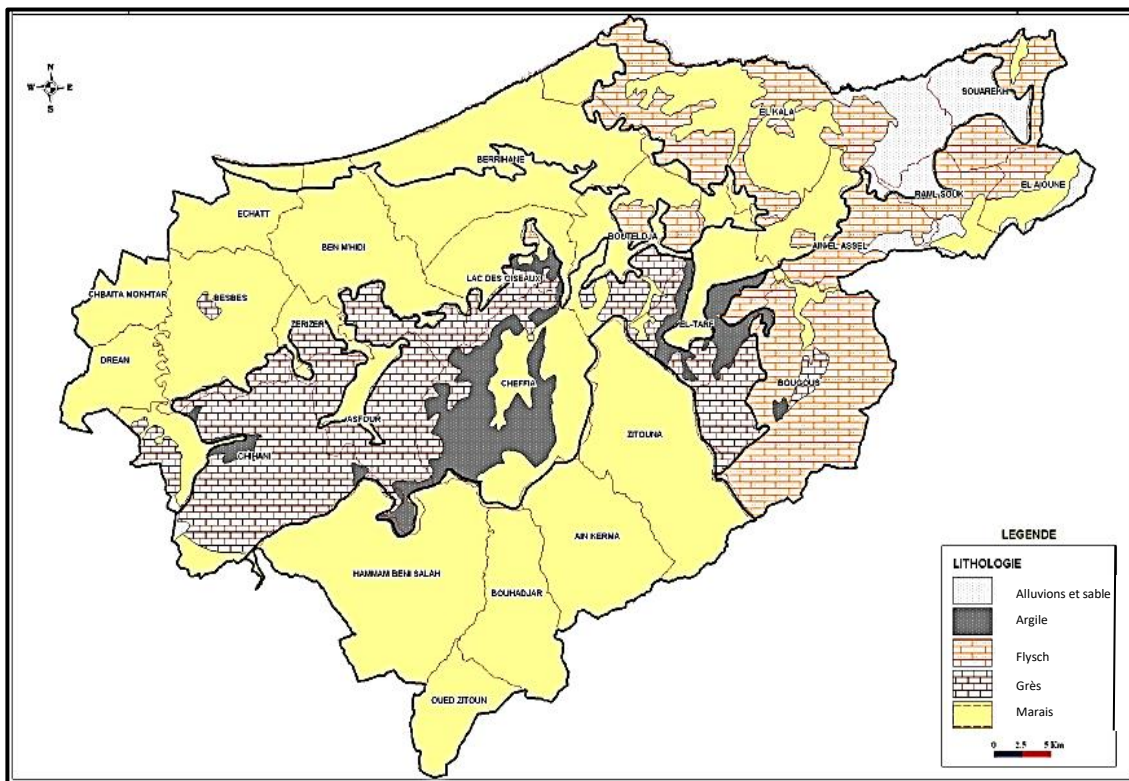 N
W E
S
SOUAREKH
EL KALA
BERRIHANE
RAML SOUK
EL AIOUNE
ECHATT
BOUTELDJA
BEN M'HIDI
AIN EL ASSEL
LAC DES OISEAUX
CHBAITA MOKHTAR
BESBES
ZERIZER
EL-TARF
DREAN
CHEFFIA
BOUGOUS
ASFOUR
ZITOUNA
CHIHANI
AIN KERMA
HAMMAM BENI SALAH
BOUHADJAR
OUED ZITOUN
LEGENDE
LITHOLOGIE
Alluvions et sable
Argile
Flysch
Grès
Marais
0 2.5 5 Km